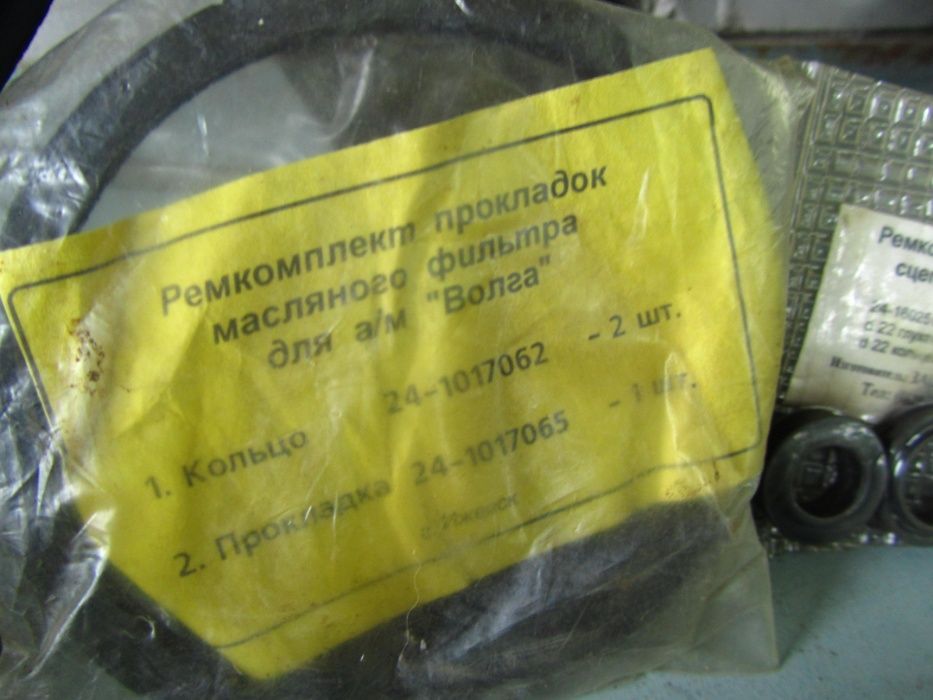 Ремкомплект прокладок
масляного фильтра
для а/м "Волга"
1. Кольцо 24-1017062 - 2 шт.
2. Прокладка 24-1017065 - 1 шт.
Ремко
сцеп